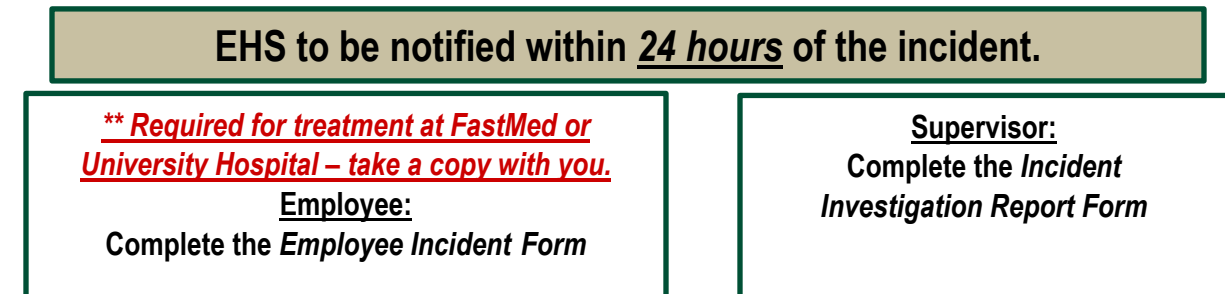 EHS to be notified within 24 hours of the incident.
** Required for treatment at FastMed or
University Hospital – take a copy with you.
Employee:
Complete the Employee Incident Form
Supervisor:
Complete the Incident
Investigation Report Form